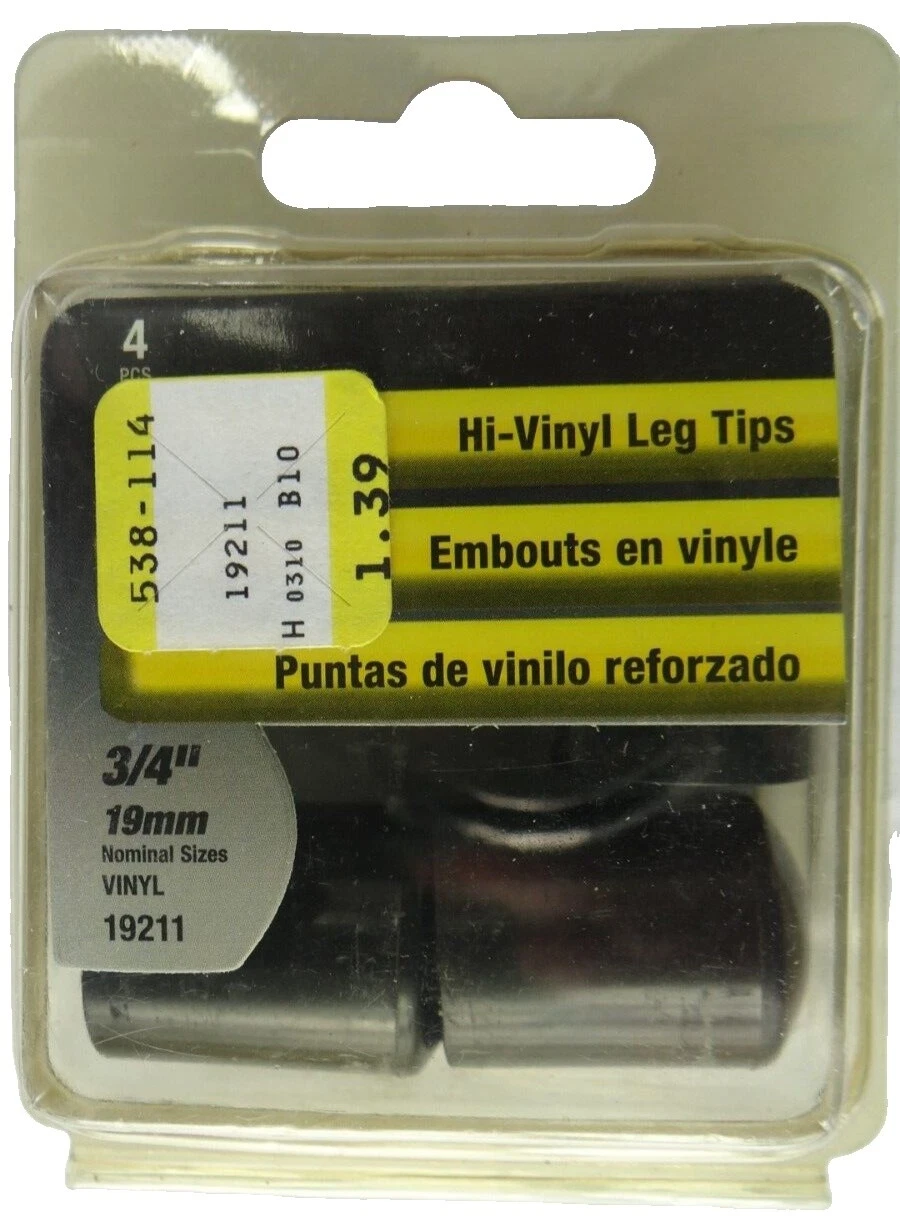 4
PCS
538-114
19211
H 0310 B10
1.39
Hi-Vinyl Leg Tips
Embouts en vinyle
Puntas de vinilo reforzado
3/4"
19mm
Nominal Sizes
VINYL
19211